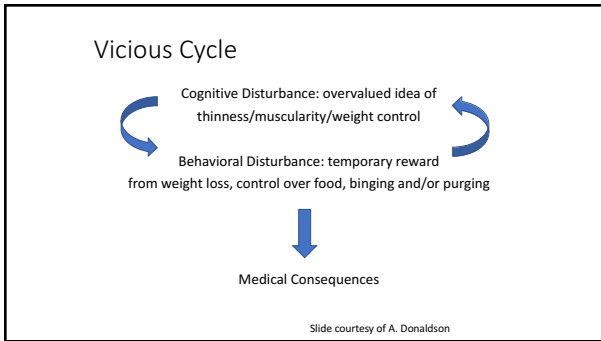 Vicious Cycle
Cognitive Disturbance: overvalued idea of
thinness/muscularity/weight control
Behavioral Disturbance: temporary reward
from weight loss, control over food, binging and/or purging
Medical Consequences
Slide courtesy of A. Donaldson